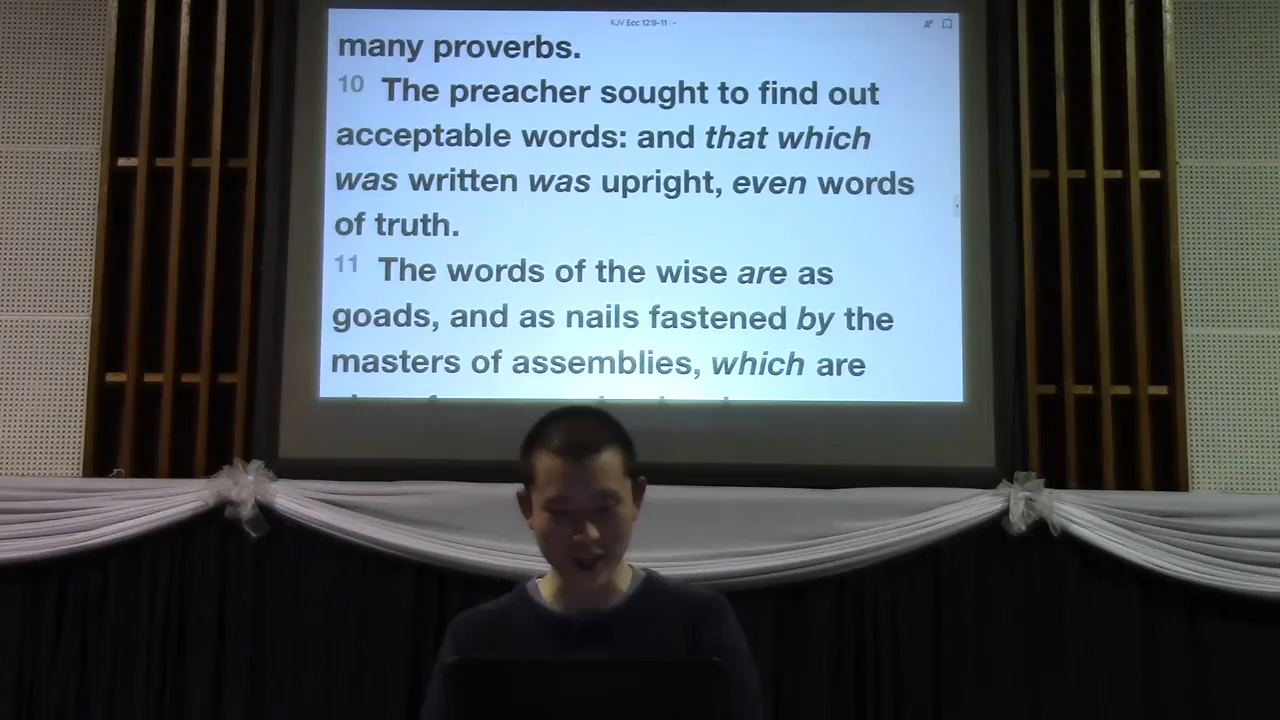 KJV Ecc 12:9-11
many proverbs.
10 The preacher sought to find out
acceptable words: and that which
was written was upright, even words
of truth.
11 The words of the wise are as
goads, and as nails fastened by the
masters of assemblies, which are